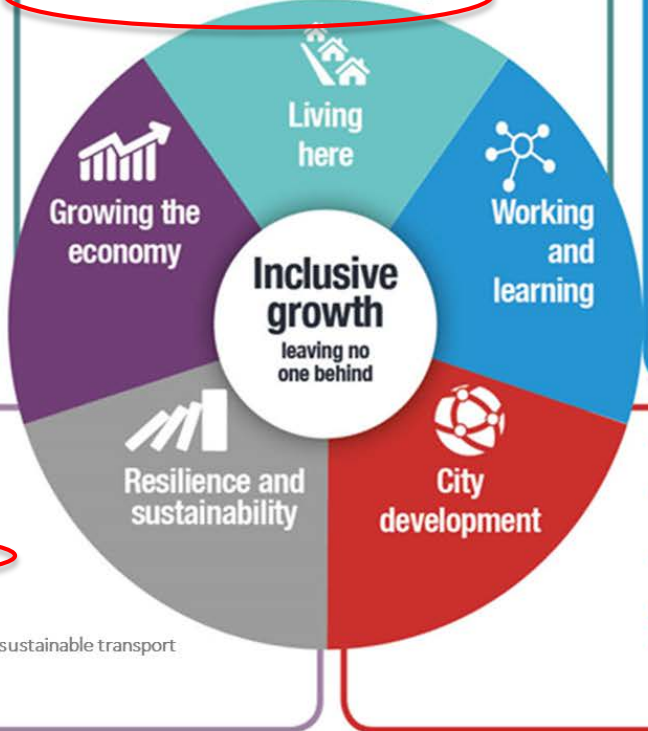 Living
here
Growing the
economy
Working
and
learning
Inclusive
growth
leaving no
one behind
Resilience and
sustainability
City
development
sustainable transport